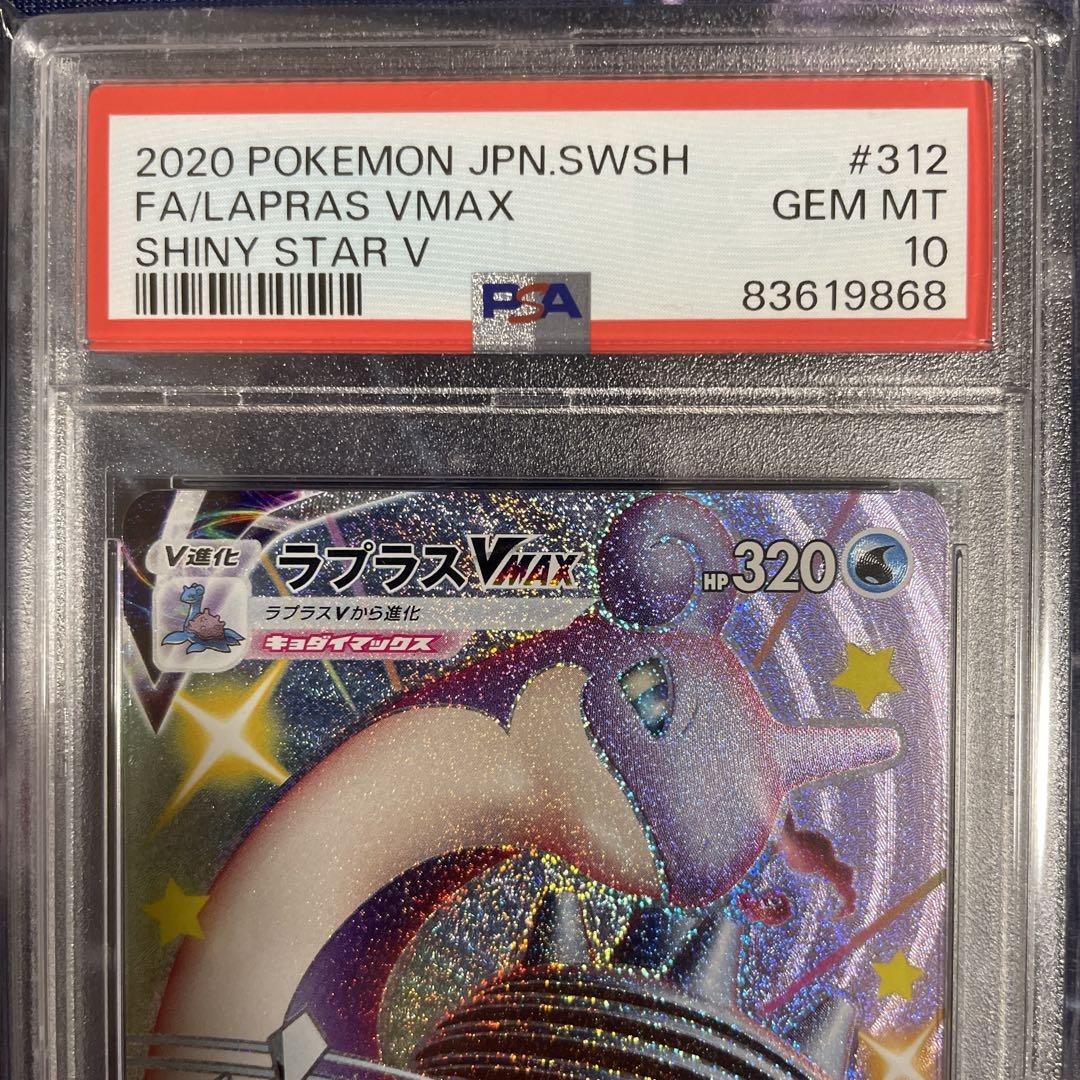 2020 POKEMON JPN.SWSH #312
FA/LAPRAS VMAX GEM MT
SHINY STAR V 10
PSA 83619868
V進化 ラプラスVMAX HP320
ラプラスVから進化
キョダイマックス